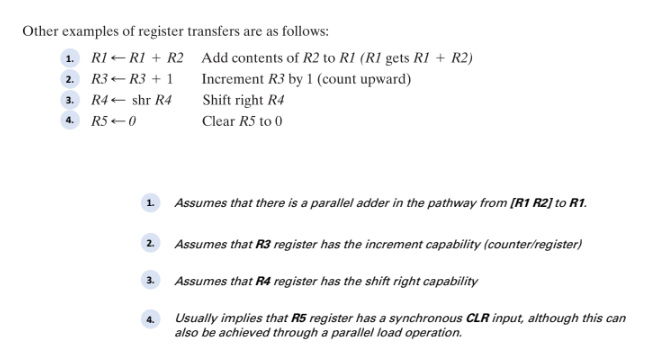 Other examples of register transfers are as follows:
1. R1 ← R1 + R2 Add contents of R2 to R1 (R1 gets R1 + R2)
2. R3 ← R3 + 1 Increment R3 by 1 (count upward)
3. R4 ← shr R4 Shift right R4
4. R5 ← 0 Clear R5 to 0
1. Assumes that there is a parallel adder in the pathway from [R1 R2] to R1.
2. Assumes that R3 register has the increment capability (counter/register)
3. Assumes that R4 register has the shift right capability
4. Usually implies that R5 register has a synchronous CLR input, although this can
also be achieved through a parallel load operation.